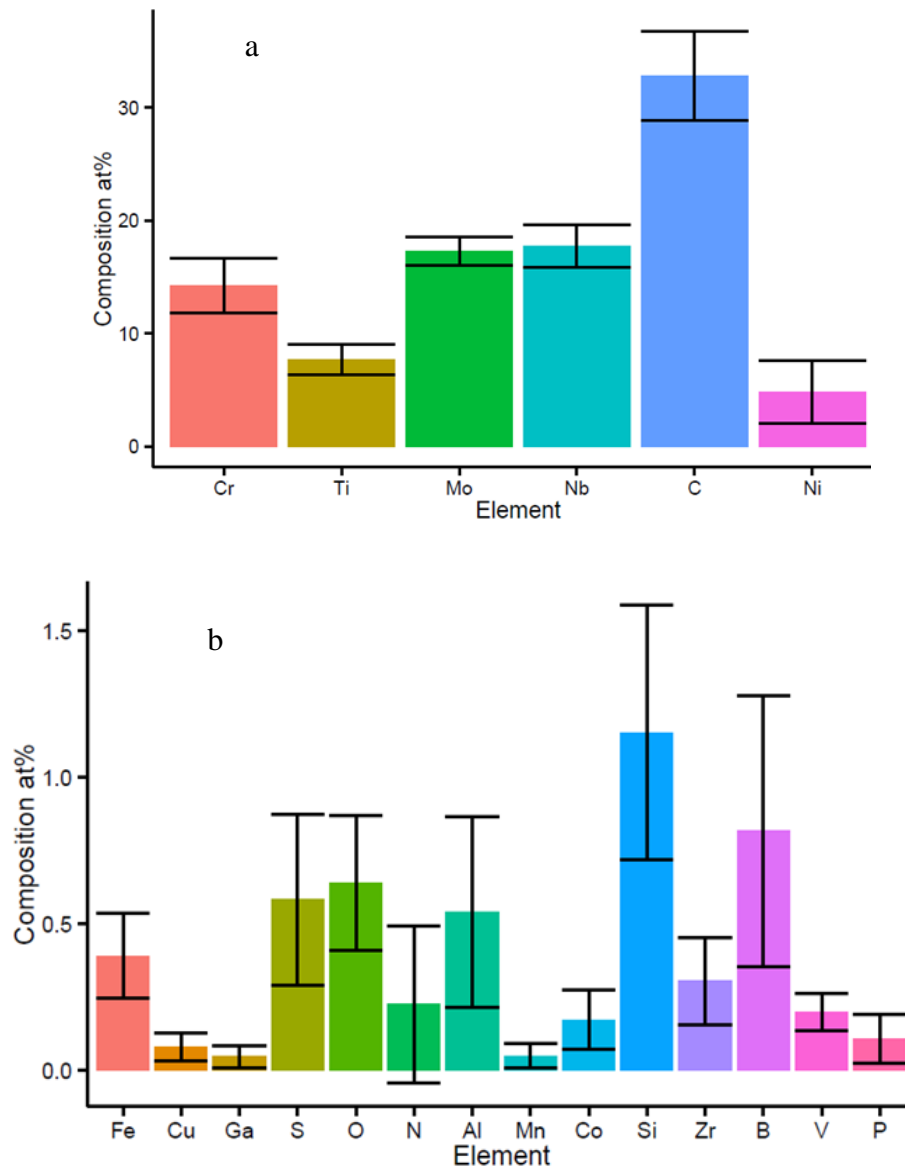 a
Composition at%
30
20
10
0
Cr Ti Mo Nb C Ni
Element
b
Composition at%
1.5
1.0
0.5
0.0
Fe Cu Ga S O N Al Mn Co Si Zr B V P
Element